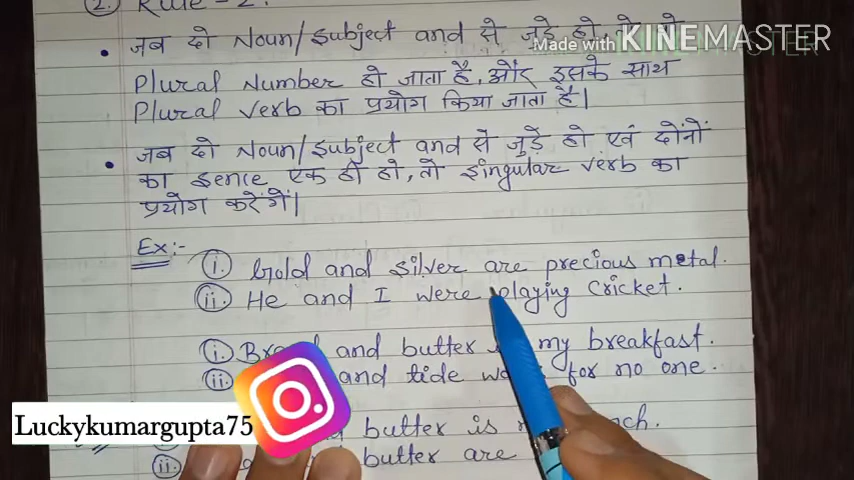 2. Rule-2:
• जब दो Noun/Subject and से जुड़े हो,
Made with KINEMASTER
Plural Number हो जाता है, और इसके साथ
Plural verb का प्रयोग किया जाता है।
• जब दो Noun/Subject and से जुड़े हो एवं दोनों
का sence एक ही हो, तो singular verb का
प्रयोग करेगें।
Ex:-
i. Gold and silver are precious metal.
ii. He and I were playing cricket.
i. and butter my breakfast.
ii. and tide for no one.
Luckykumargupta75
butter is
ii. butter are